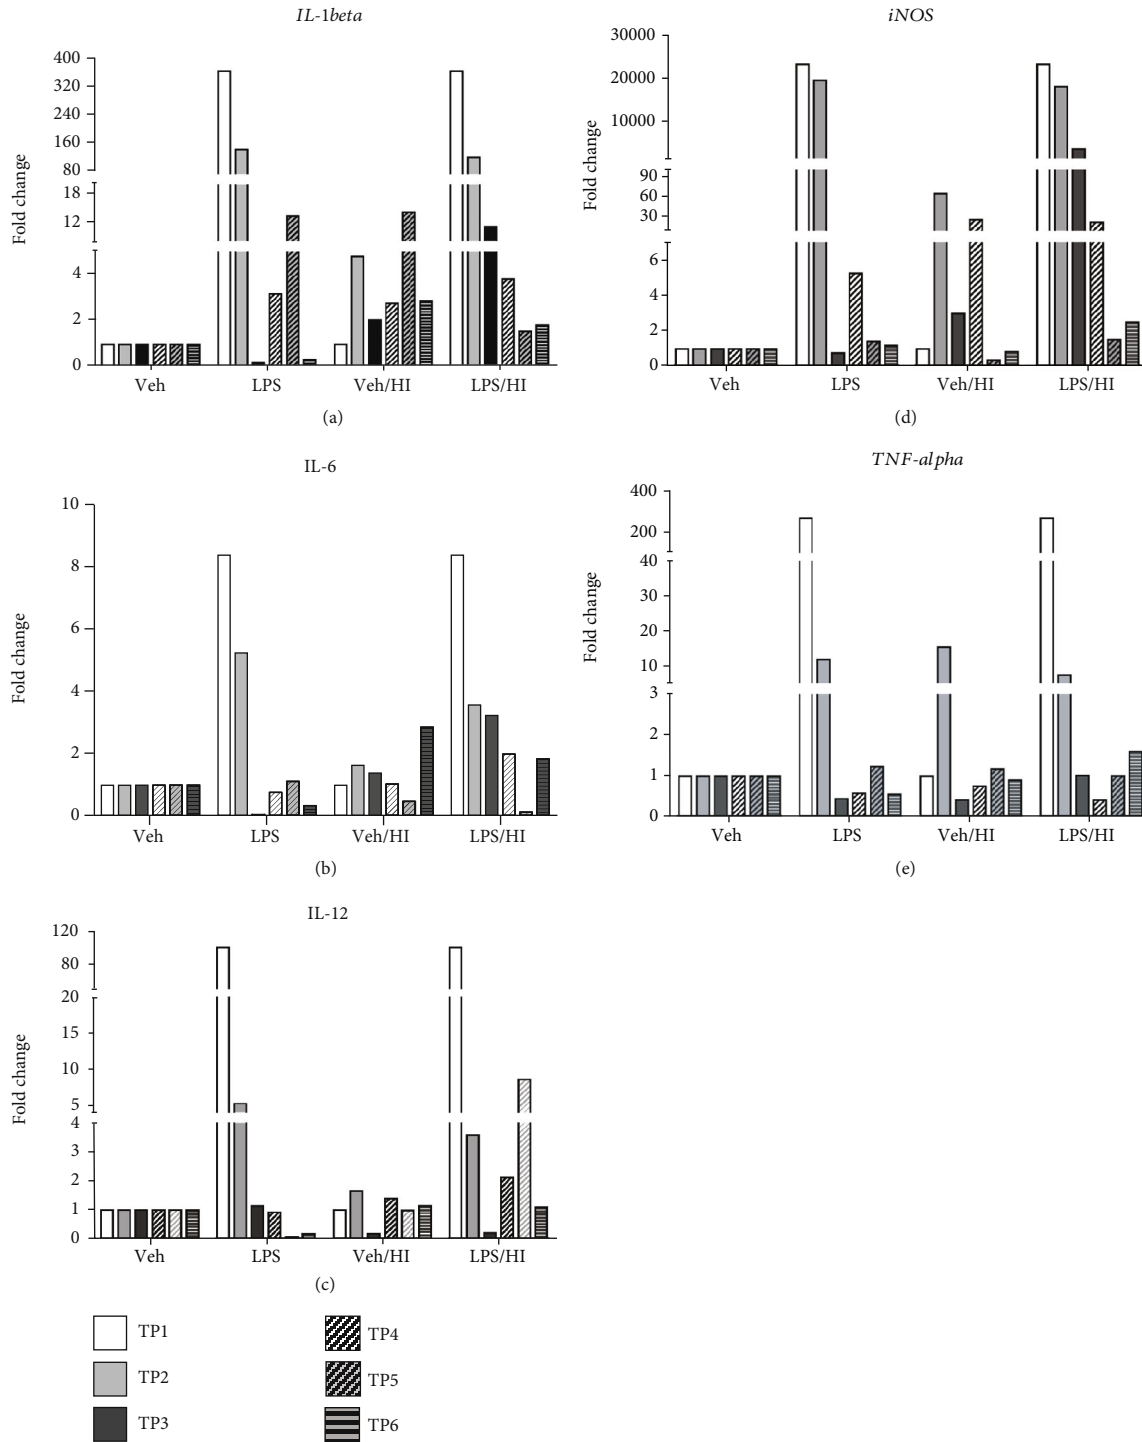 IL-1beta
Fold change
400
320
240
160
80
18
12
4
2
0
Veh LPS Veh/HI LPS/HI
(a)
iNOS
Fold change
30000
20000
10000
90
60
30
6
4
2
0
Veh LPS Veh/HI LPS/HI
(d)
IL-6
Fold change
10
8
6
4
2
0
Veh LPS Veh/HI LPS/HI
(b)
TNF-alpha
Fold change
400
200
40
30
20
10
3
2
1
0
Veh LPS Veh/HI LPS/HI
(e)
IL-12
Fold change
120
80
20
15
10
5
4
3
2
1
0
Veh LPS Veh/HI LPS/HI
(c)
TP1
TP2
TP3
TP4
TP5
TP6